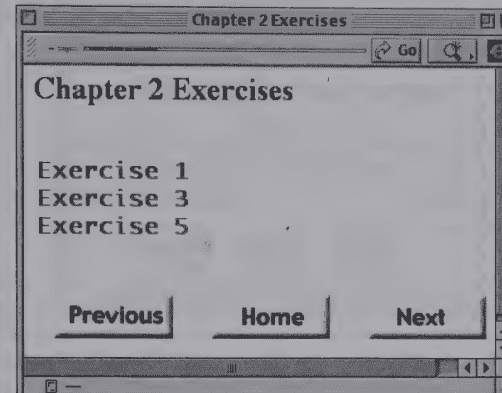 Chapter 2 Exercises
Go
Chapter 2 Exercises
Exercise 1
Exercise 3
Exercise 5
Previous Home Next